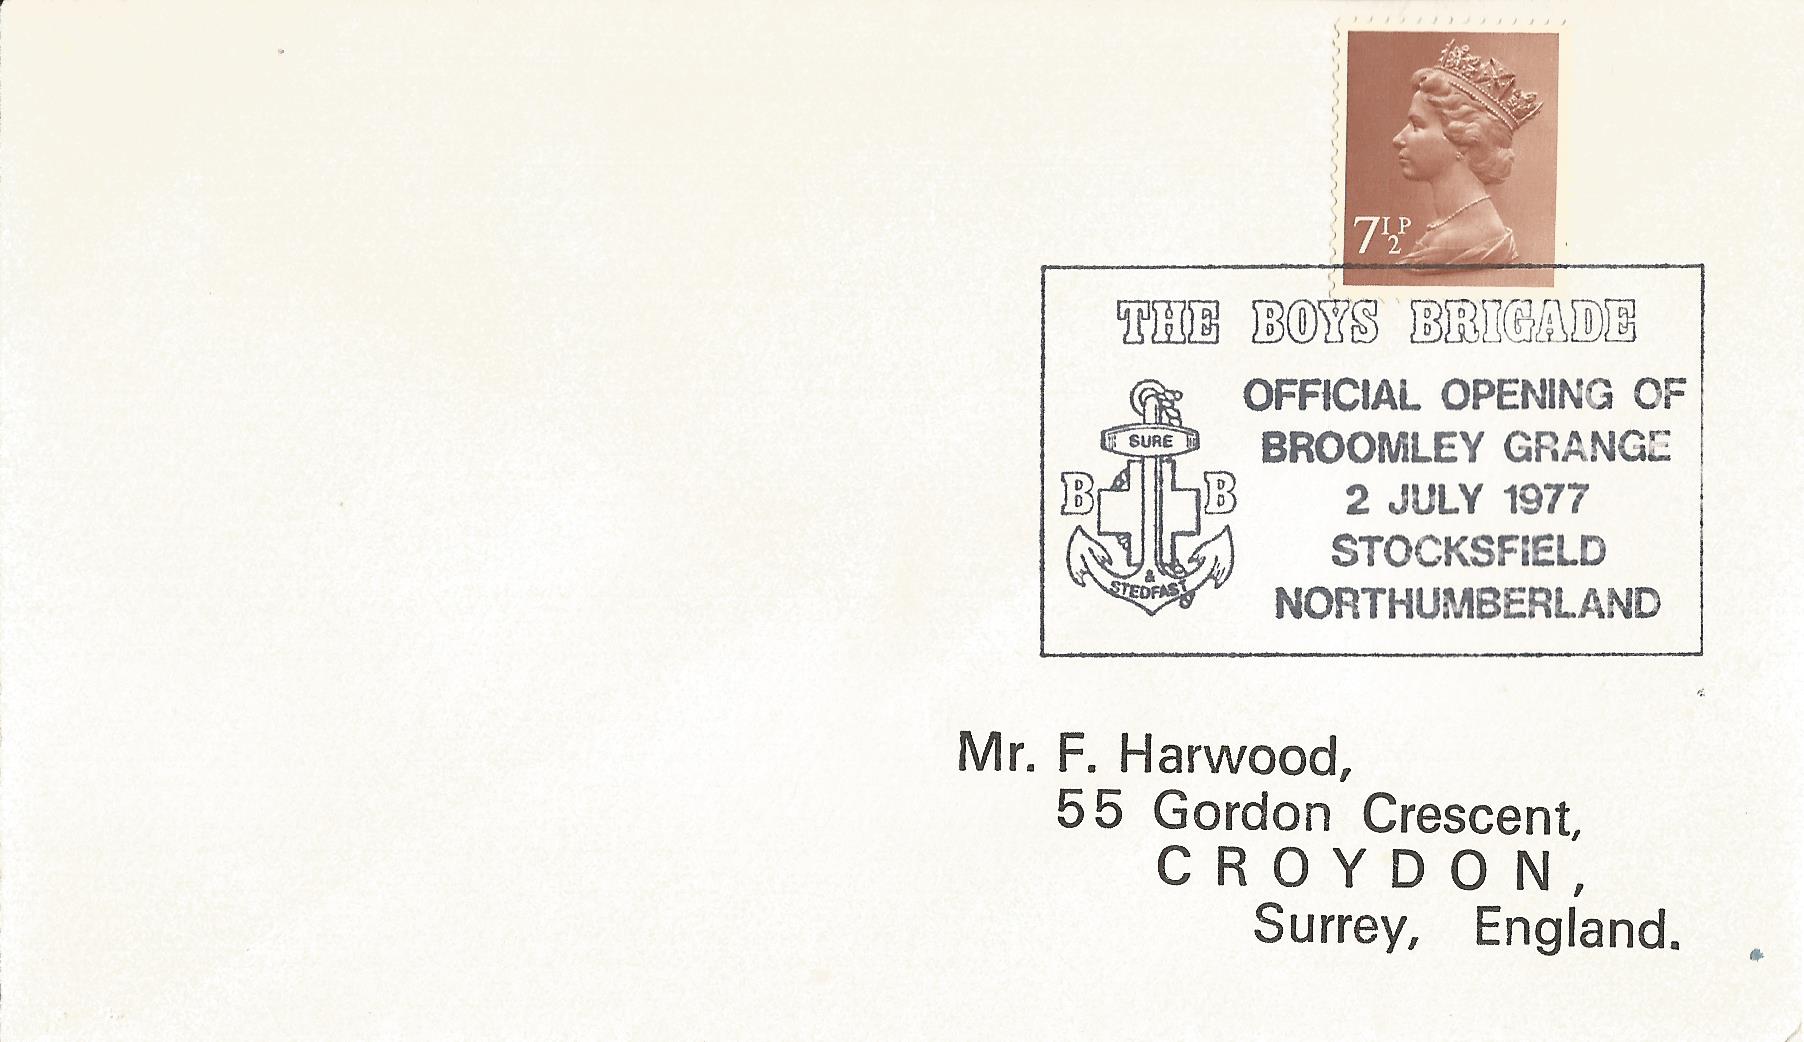 7½P
THE BOYS BRIGADE
OFFICIAL OPENING OF
BROOMLEY GRANGE
2 JULY 1977
STOCKSFIELD
NORTHUMBERLAND
SURE
B B
&
STEDFAST
Mr. F. Harwood,
55 Gordon Crescent,
CROYDON,
Surrey, England.